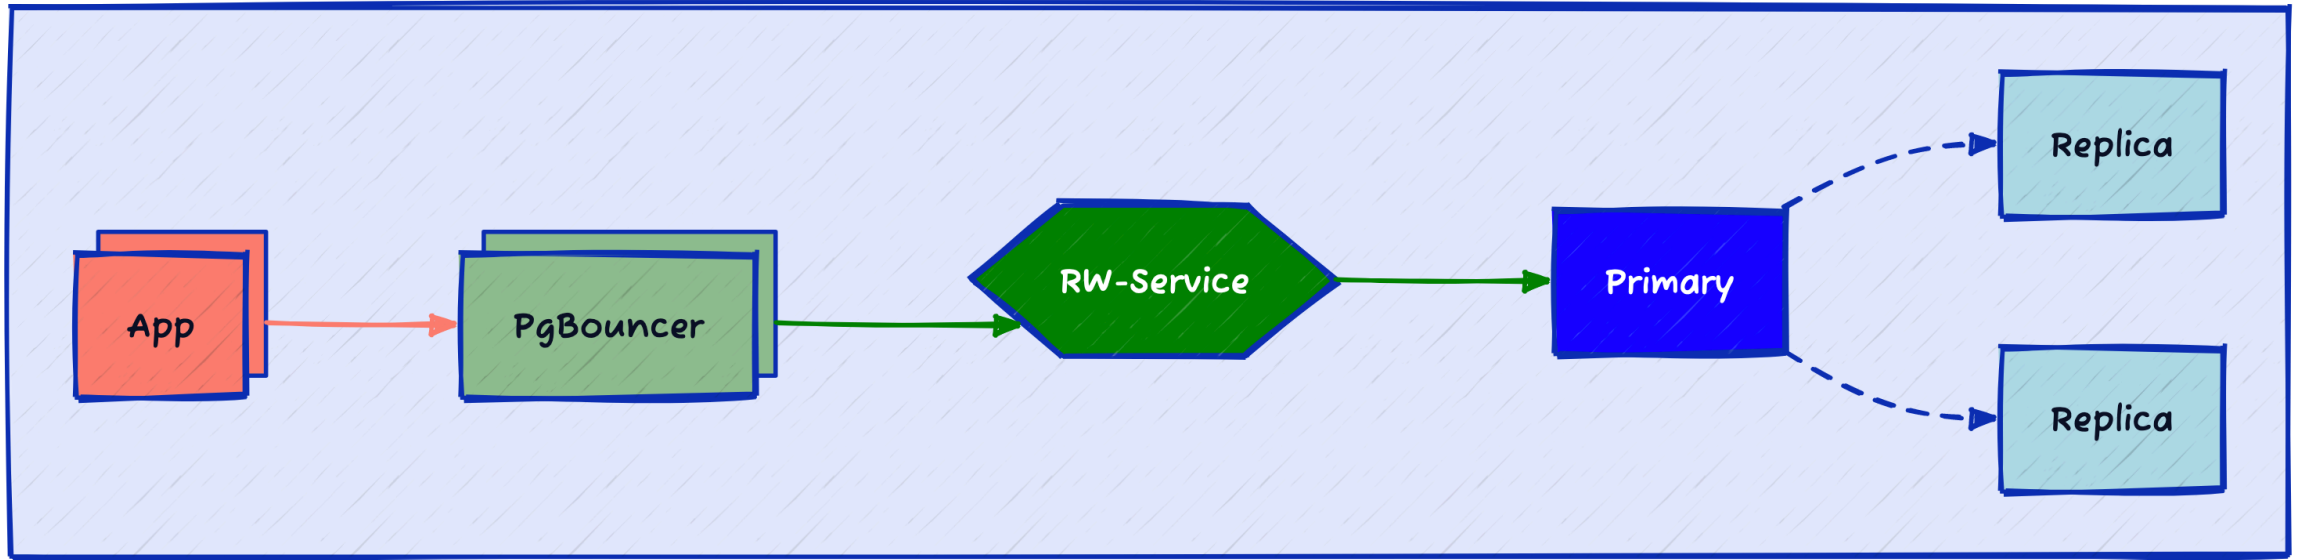 App
PgBouncer
RW-Service
Primary
Replica
Replica